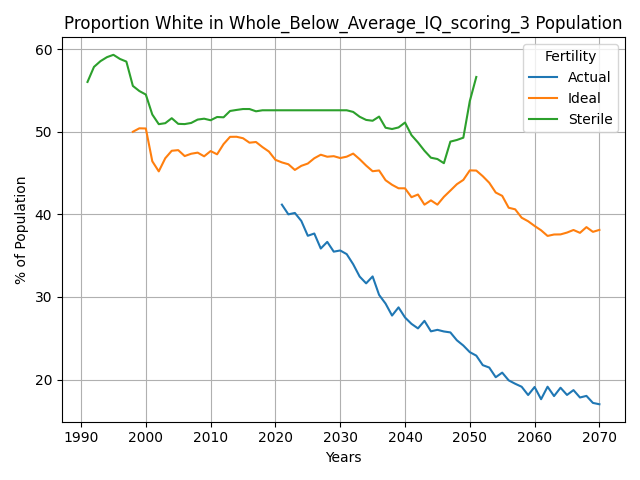 Proportion White in Whole_Below_Average_IQ_scoring_3 Population
Fertility
Actual
Ideal
Sterile
% of Population
60
50
40
30
20
1990 2000 2010 2020 2030 2040 2050 2060 2070
Years